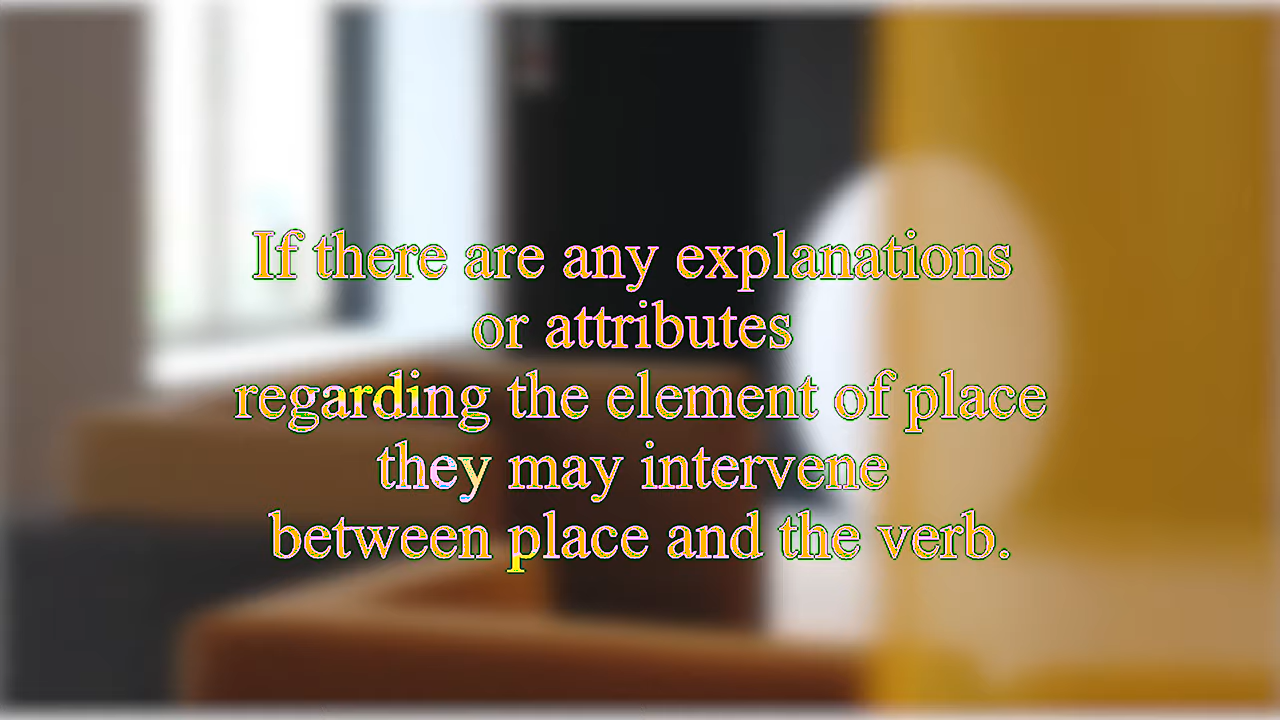 If there are any explanations
or attributes
regarding the element of place
they may intervene
between place and the verb.